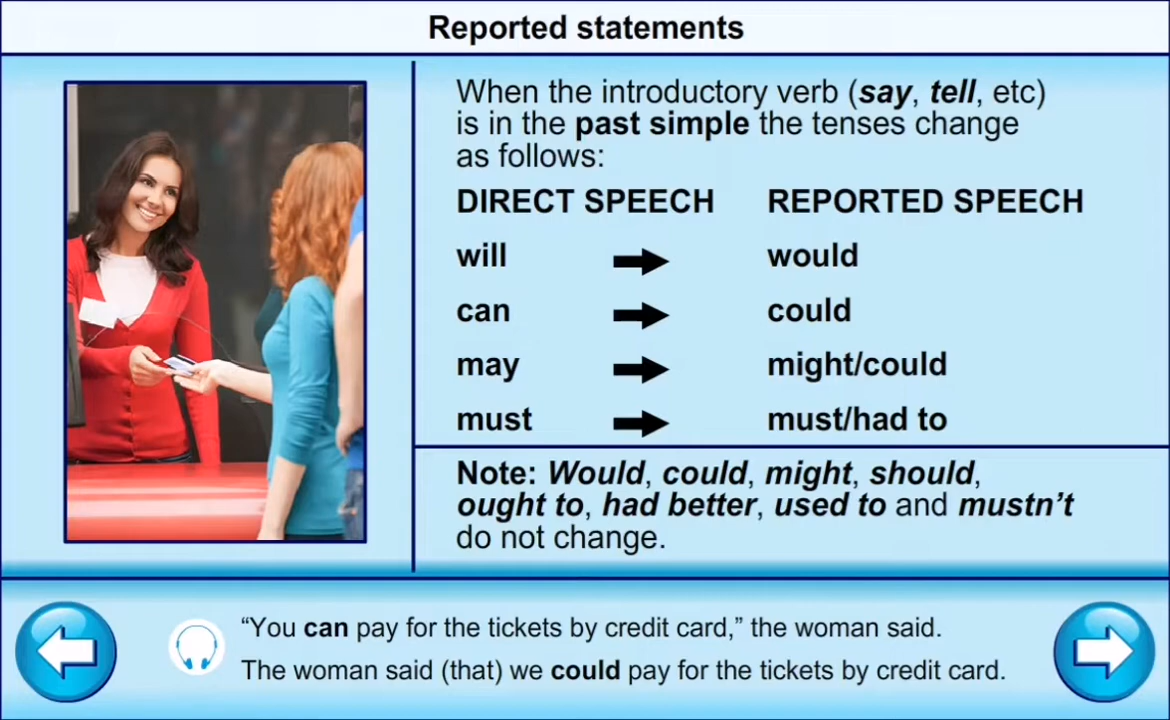 Reported statements
When the introductory verb (say, tell, etc)
is in the past simple the tenses change
as follows:
DIRECT SPEECH REPORTED SPEECH
will would
can could
may might/could
must must/had to
Note: Would, could, might, should,
ought to, had better, used to and mustn’t
do not change.
“You can pay for the tickets by credit card,” the woman said.
The woman said (that) we could pay for the tickets by credit card.